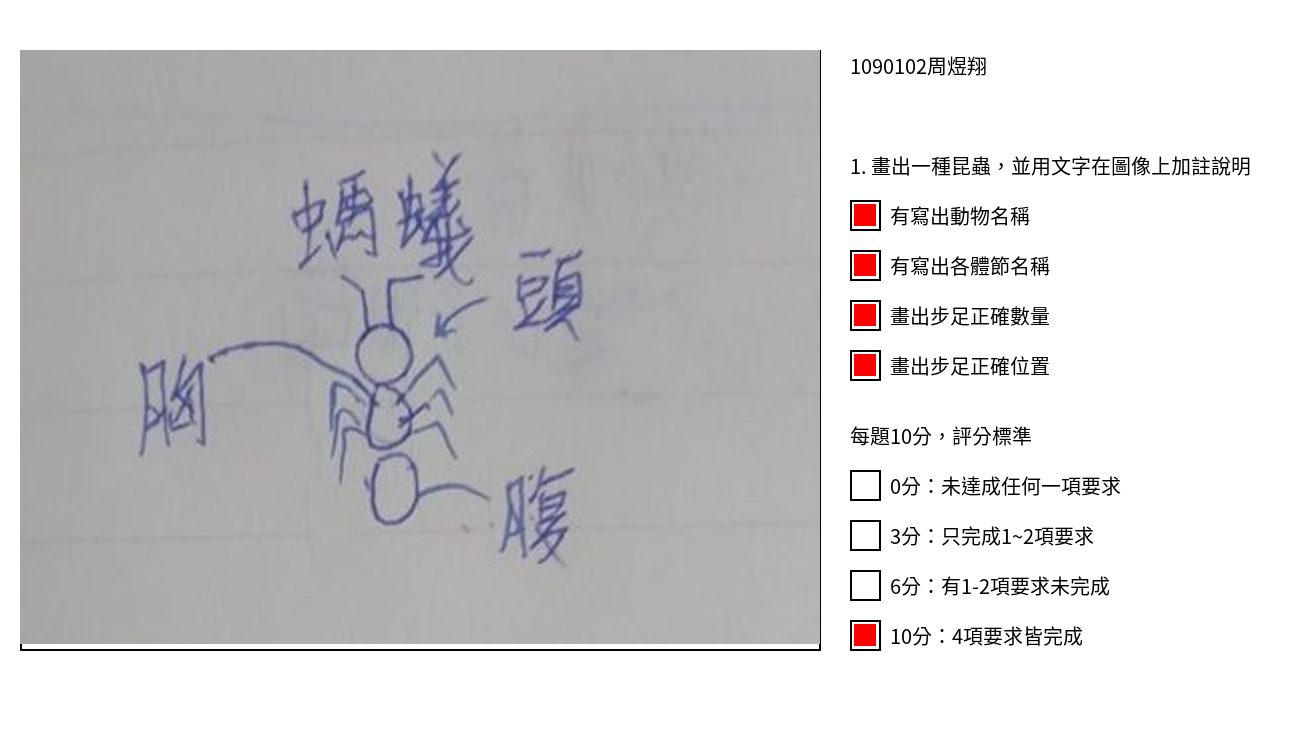 螞蟻
頭
胸
腹
1090102周煜翔
1. 畫出一種昆蟲，並用文字在圖像上加註說明
有寫出動物名稱
有寫出各體節名稱
畫出步足正確數量
畫出步足正確位置
每題10分，評分標準
0分：未達成任何一項要求
3分：只完成1~2項要求
6分：有1-2項要求未完成
10分：4項要求皆完成